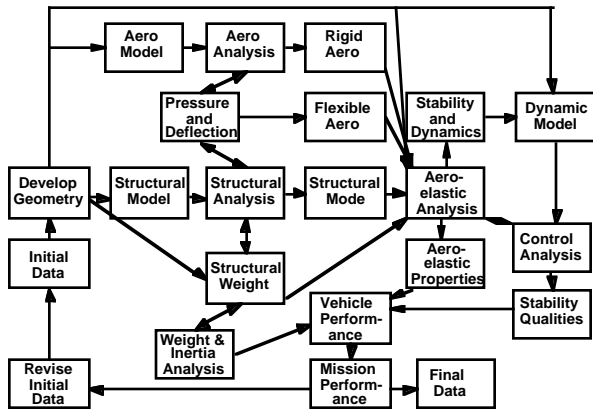 Aero
Model
Aero
Analysis
Rigid
Aero
Pressure and
Deflection
Flexible
Aero
Stability
and
Dynamics
Dynamic
Model
Develop
Geometry
Structural
Model
Structural
Analysis
Structural
Mode
Aero-
elastic
Analysis
Initial
Data
Structural
Weight
Aero-
elastic
Properties
Control
Analysis
Vehicle
Perform-
ance
Stability
Qualities
Weight &
Inertia
Analysis
Revise
Initial
Data
Mission
Perform-
ance
Final
Data